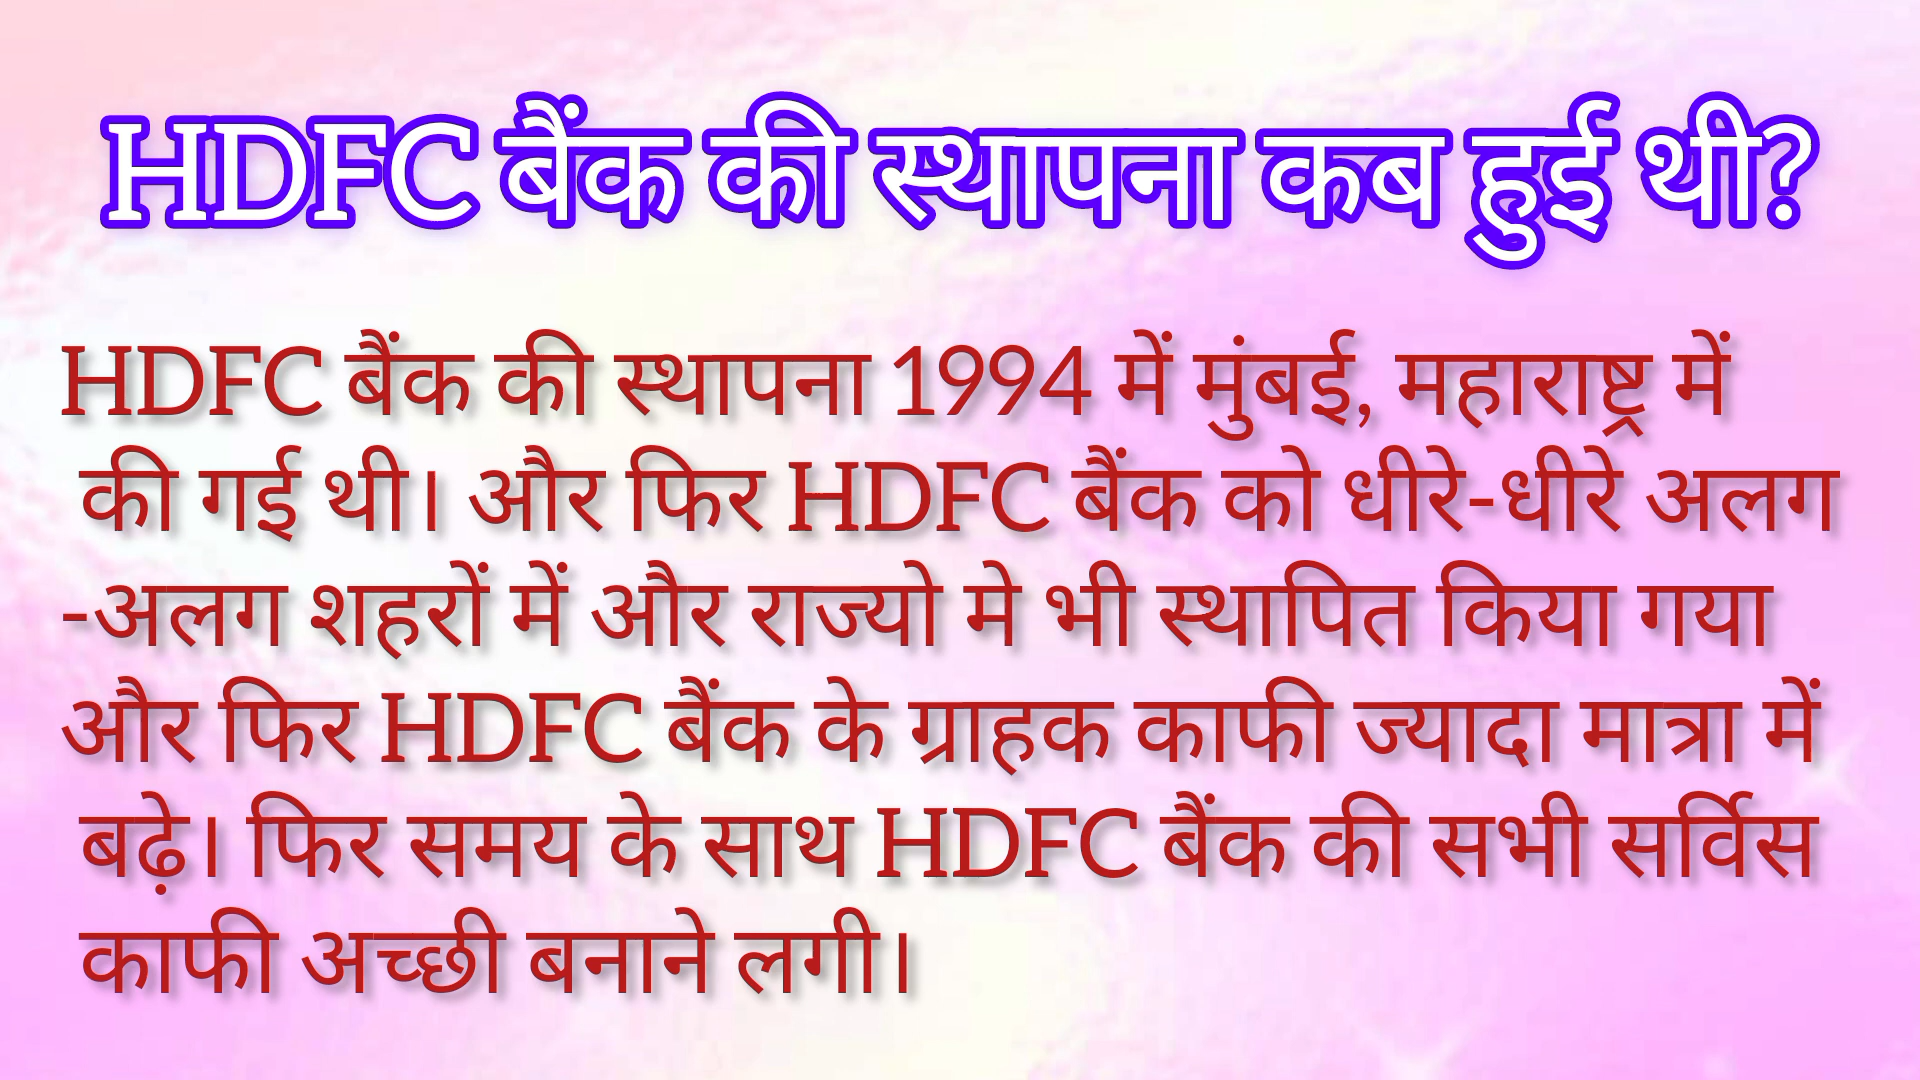 HDFC बैंक की स्थापना कब हुई थी?
HDFC बैंक की स्थापना 1994 में मुंबई, महाराष्ट्र में
की गई थी। और फिर HDFC बैंक को धीरे-धीरे अलग
-अलग शहरों में और राज्यो मे भी स्थापित किया गया
और फिर HDFC बैंक के ग्राहक काफी ज्यादा मात्रा में
बढ़े। फिर समय के साथ HDFC बैंक की सभी सर्विस
काफी अच्छी बनाने लगी।